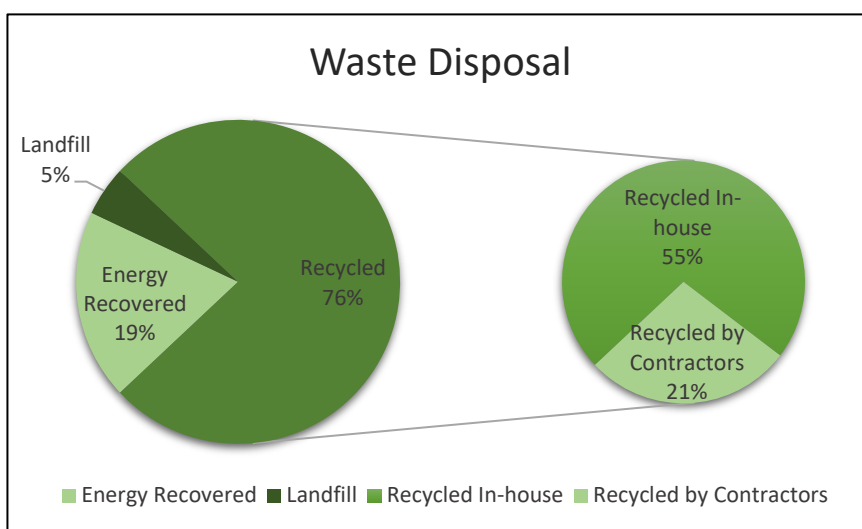 Waste Disposal
Landfill
5%
Energy
Recovered
19%
Recycled
76%
Recycled In-
house
55%
Recycled by
Contractors
21%
Energy Recovered Landfill Recycled In-house Recycled by Contractors